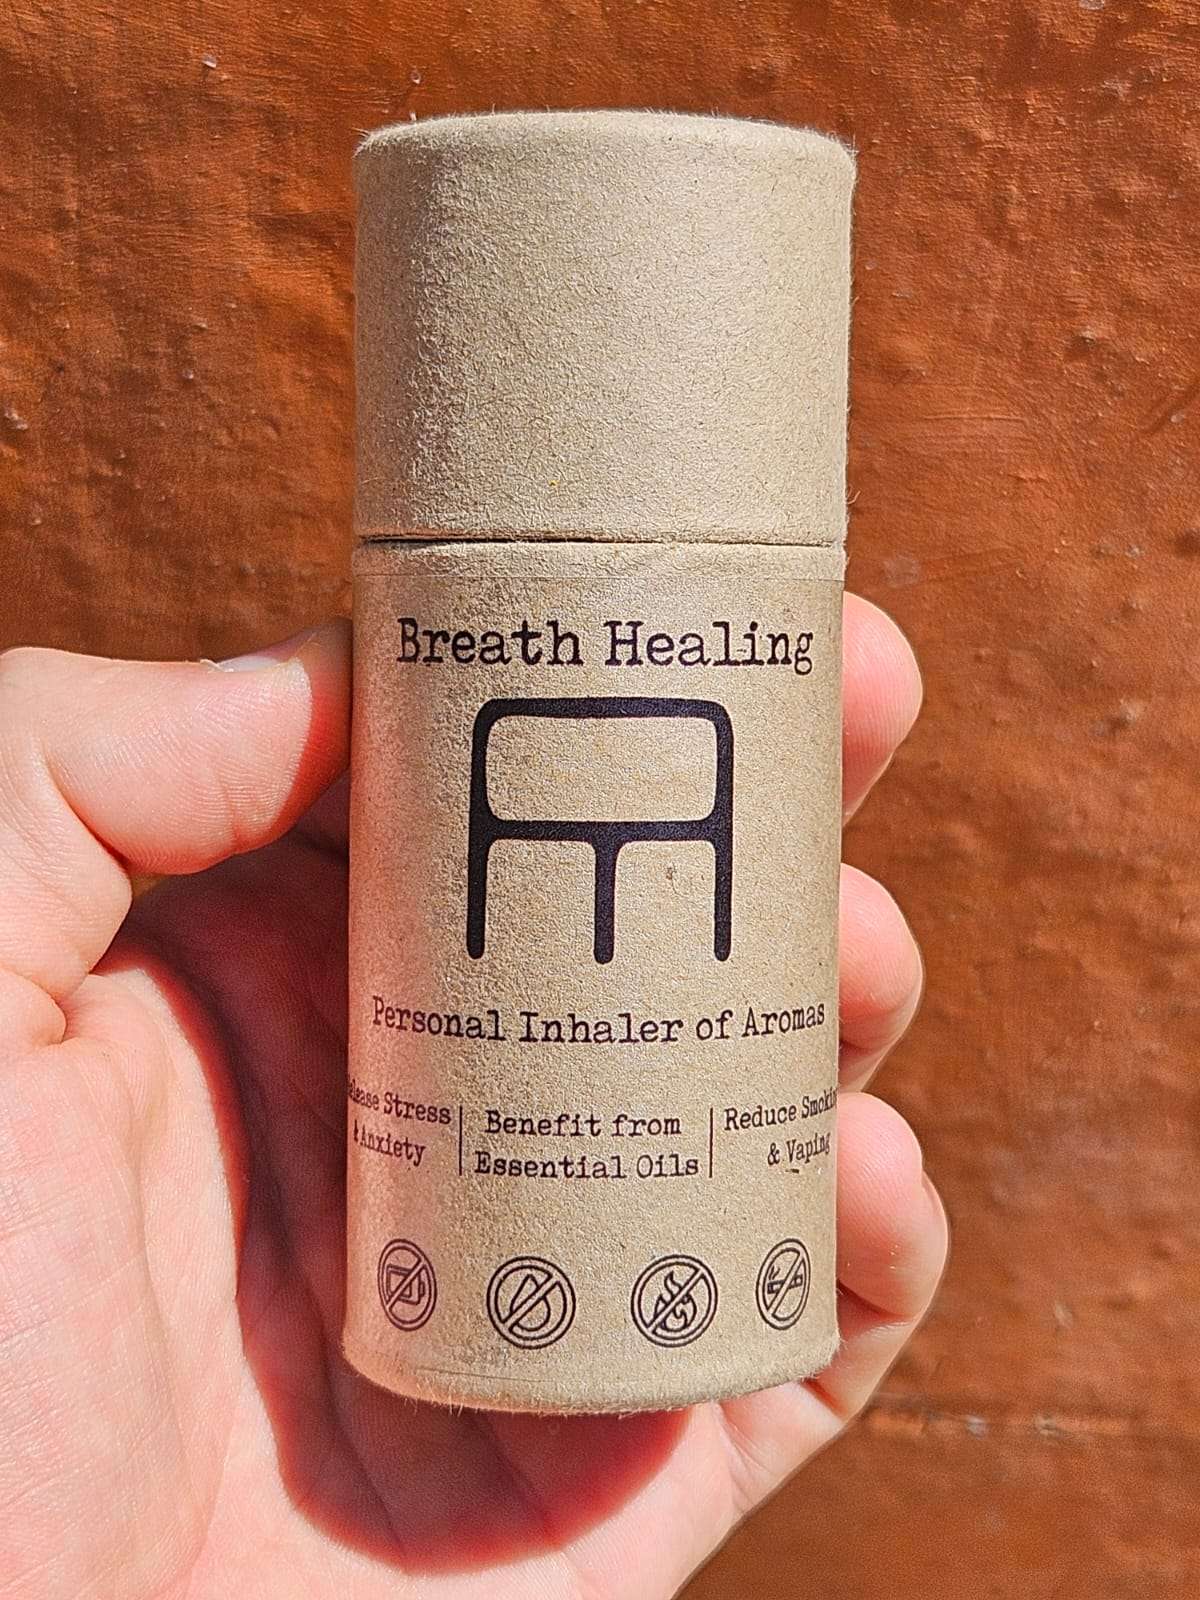 Breath Healing
Personal Inhaler of Aromas
Stress
& Anxiety
Benefit from
Essential Oils
Reduce
& Vaping